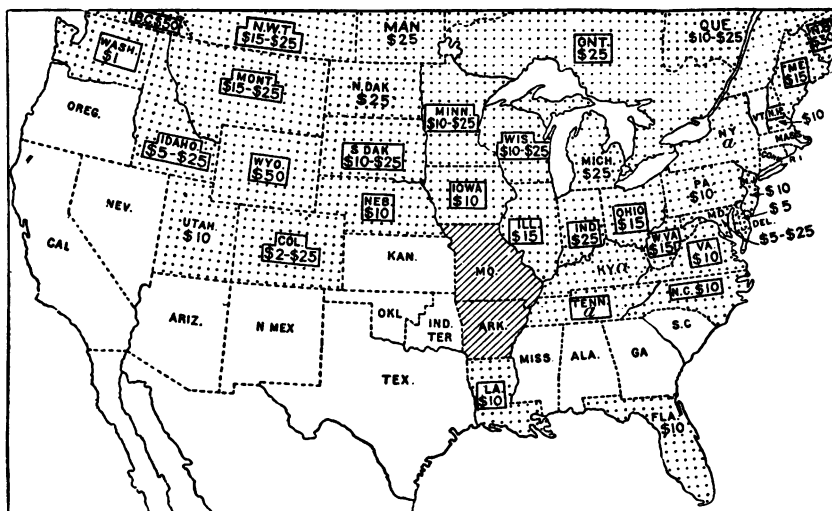 B.C.$50
N.W.T.
$15-$25
MAN
$25
ONT.
$25
QUE
$10-$25
WASH.
$1
MONT
$15-$25
N.DAK
$25
MINN.
$10-$25
WIS.
$10-$25
MICH.
$25
ME
$15
VT.
N.H.
$10
OREG.
IDAHO
$5-$25
WYO.
$50
S.DAK
$10-$25
N.Y.
a
MASS.
CONN.
R.I.
NEV.
UTAH
$10
COL
$2-$25
NEB
$10
IOWA
$10
ILL
$15
IND
$25
OHIO
$15
PA.
$10
$10
$5
MD.
DEL.
$5-$25
CAL
KAN.
MO.
KY a
W.VA
$15
VA.
$10
ARIZ.
N MEX
OKL
IND.
TER
ARK.
TENN.
a
N.C. $10
S.C
TEX.
LA
$10
MISS.
ALA.
GA
FLA.
$10